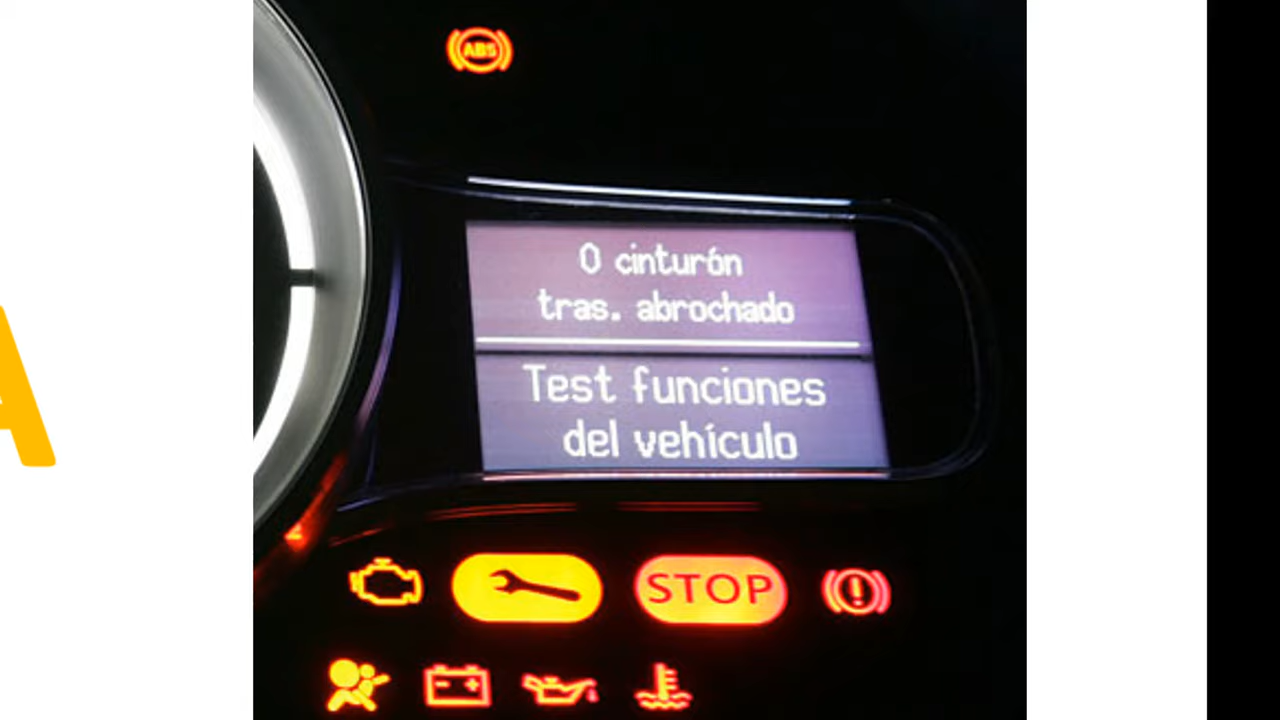 A
ABS
0 cinturón
tras. abrochado
Test funciones
del vehículo
STOP